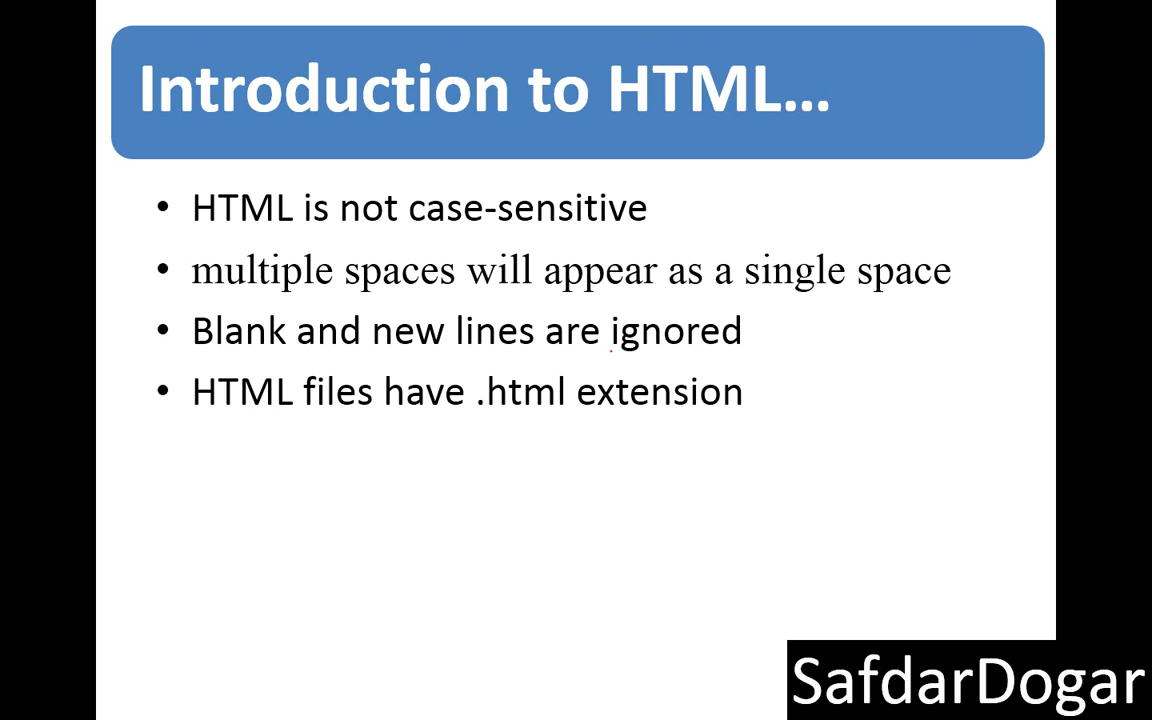 Introduction to HTML...
• HTML is not case-sensitive
• multiple spaces will appear as a single space
• Blank and new lines are ignored
• HTML files have .html extension
SafdarDogar